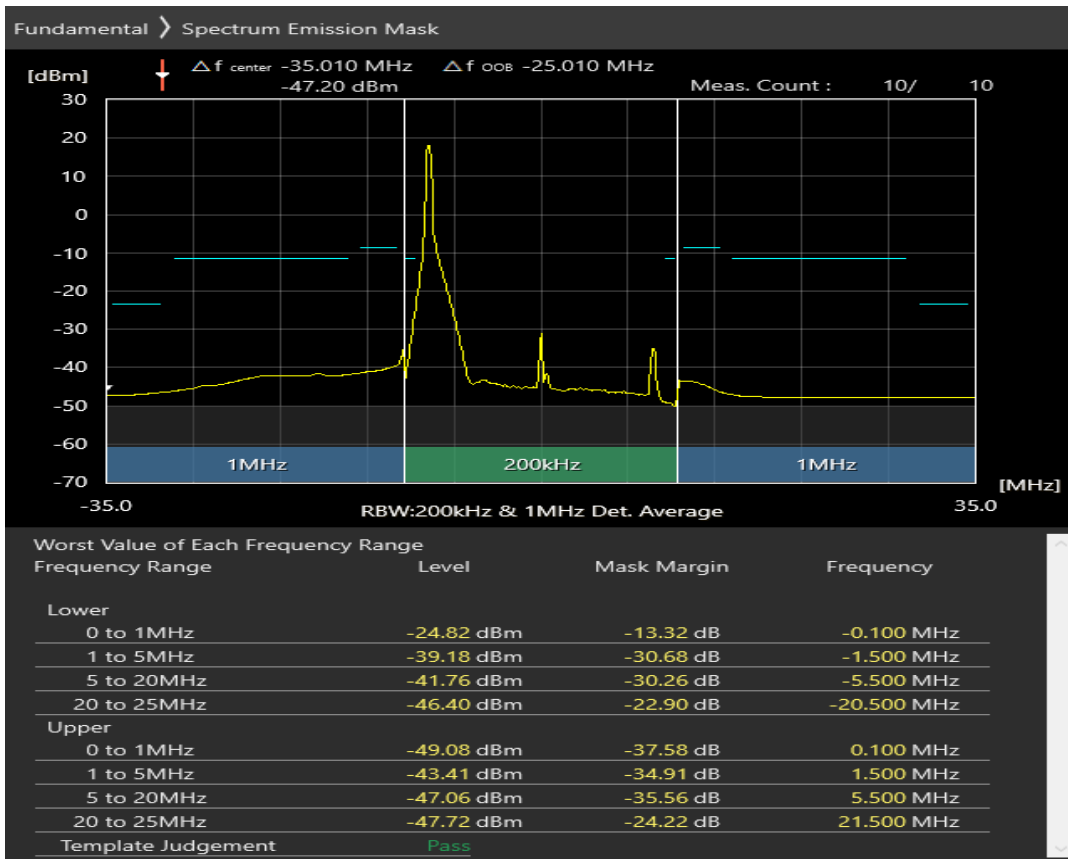 Fundamental ❯ Spectrum Emission Mask
[dBm] △f center -35.010 MHz △f OOB -25.010 MHz
-47.20 dBm Meas. Count : 10/ 10
30
20
10
0
-10
-20
-30
-40
-50
-60
-70
1MHz 200kHz 1MHz
[MHz]
-35.0 RBW:200kHz & 1MHz Det. Average 35.0
Worst Value of Each Frequency Range
Frequency Range Level Mask Margin Frequency
Lower
0 to 1MHz -24.82 dBm -13.32 dB -0.100 MHz
1 to 5MHz -39.18 dBm -30.68 dB -1.500 MHz
5 to 20MHz -41.76 dBm -30.26 dB -5.500 MHz
20 to 25MHz -46.40 dBm -22.90 dB -20.500 MHz
Upper
0 to 1MHz -49.08 dBm -37.58 dB 0.100 MHz
1 to 5MHz -43.41 dBm -34.91 dB 1.500 MHz
5 to 20MHz -47.06 dBm -35.56 dB 5.500 MHz
20 to 25MHz -47.72 dBm -24.22 dB 21.500 MHz
Template Judgement Pass